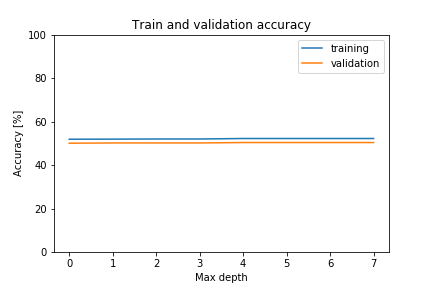 Train and validation accuracy
100
80
60
40
20
0
Accuracy [%]
training
validation
0 1 2 3 4 5 6 7
Max depth